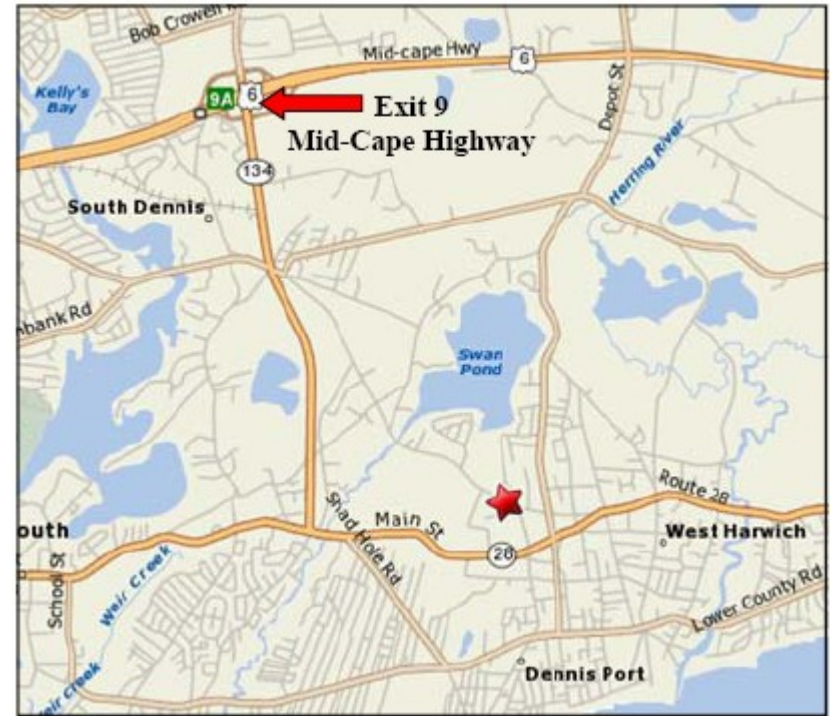 Bob Crowell R
Mid-cape Hwy
6
Kelly's
Bay
9A
6
Exit 9
Mid-Cape Highway
Depot St
Herring River
134
South Dennis
nbank Rd
Swan
Pond
Route 28
outh
Main St
Shad Hole Rd
28
West Harwich
School St
Weir Creek
Lower County Rd
eir Creek
Dennis Port